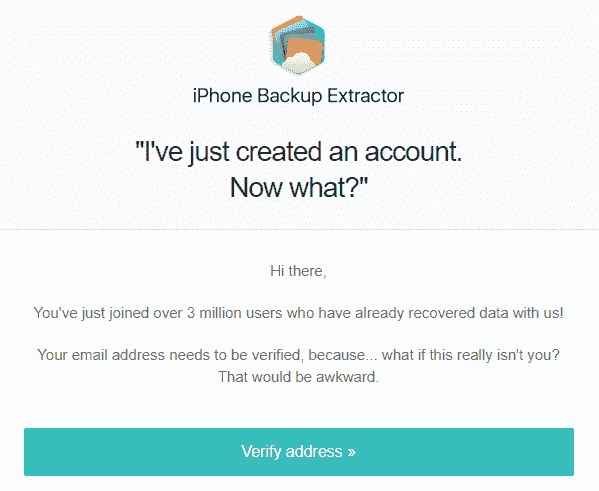 iPhone Backup Extractor
"I've just created an account.
Now what?"
Hi there,
You've just joined over 3 million users who have already recovered data with us!
Your email address needs to be verified, because... what if this really isn't you?
That would be awkward.
Verify address »